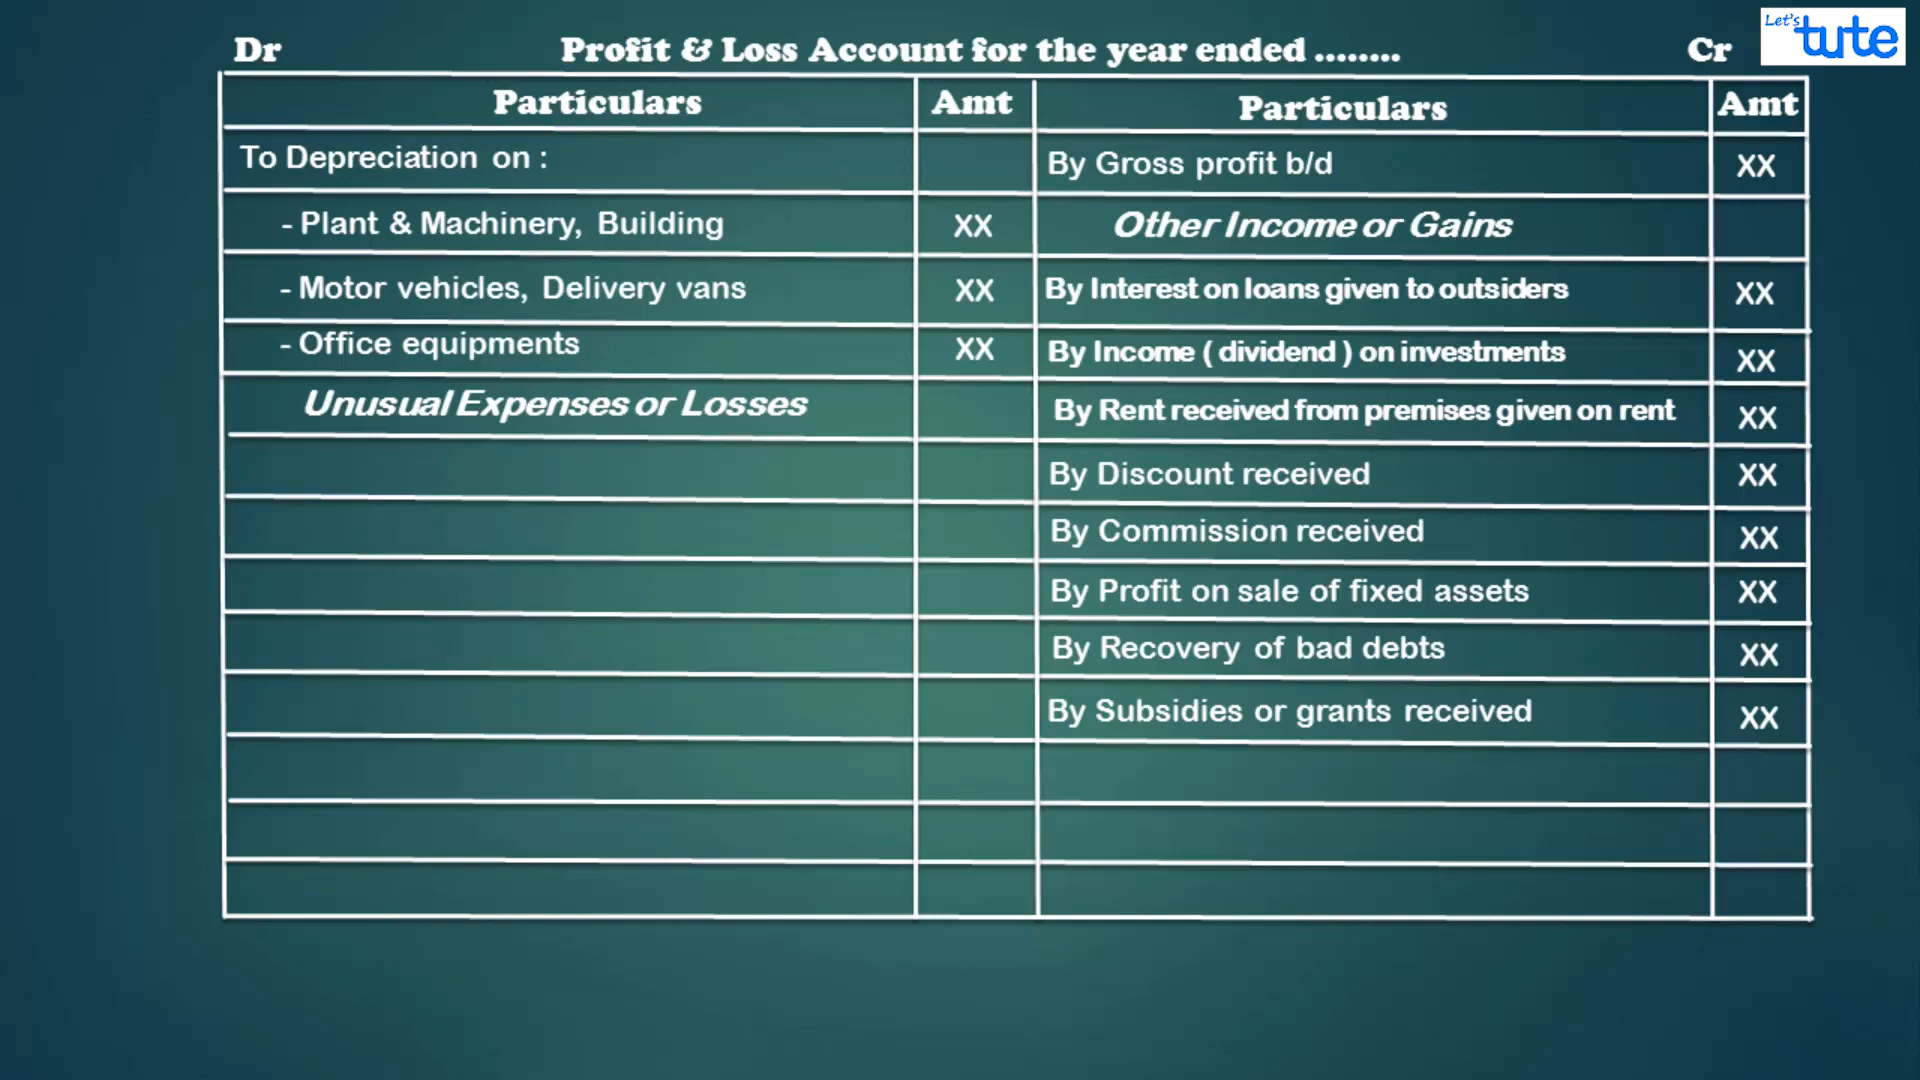 Let's tute
Dr Profit & Loss Account for the year ended ........ Cr
Particulars Amt Particulars Amt
To Depreciation on : By Gross profit b/d XX
- Plant & Machinery, Building XX Other Income or Gains
- Motor vehicles, Delivery vans XX By Interest on loans given to outsiders XX
- Office equipments XX By Income ( dividend ) on investments XX
Unusual Expenses or Losses By Rent received from premises given on rent XX
By Discount received XX
By Commission received XX
By Profit on sale of fixed assets XX
By Recovery of bad debts XX
By Subsidies or grants received XX